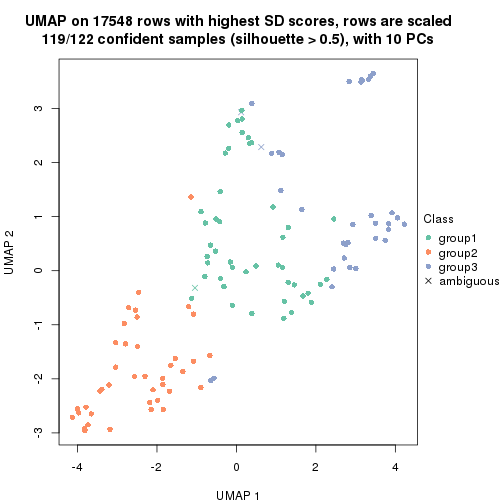 UMAP on 17548 rows with highest SD scores, rows are scaled
119/122 confident samples (silhouette > 0.5), with 10 PCs
3
2
1
0
-1
-2
-3
UMAP 2
-4
-2
0
2
4
UMAP 1
Class
group1
group2
group3
ambiguous